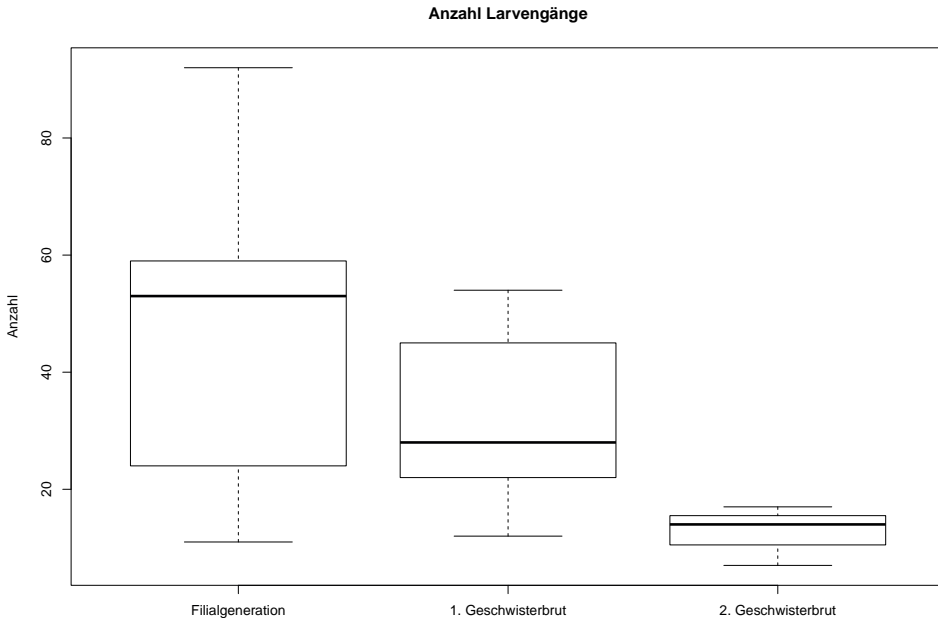 Anzahl Larvengänge
Anzahl
80
60
40
20
Filialgeneration
1. Geschwisterbrut
2. Geschwisterbrut